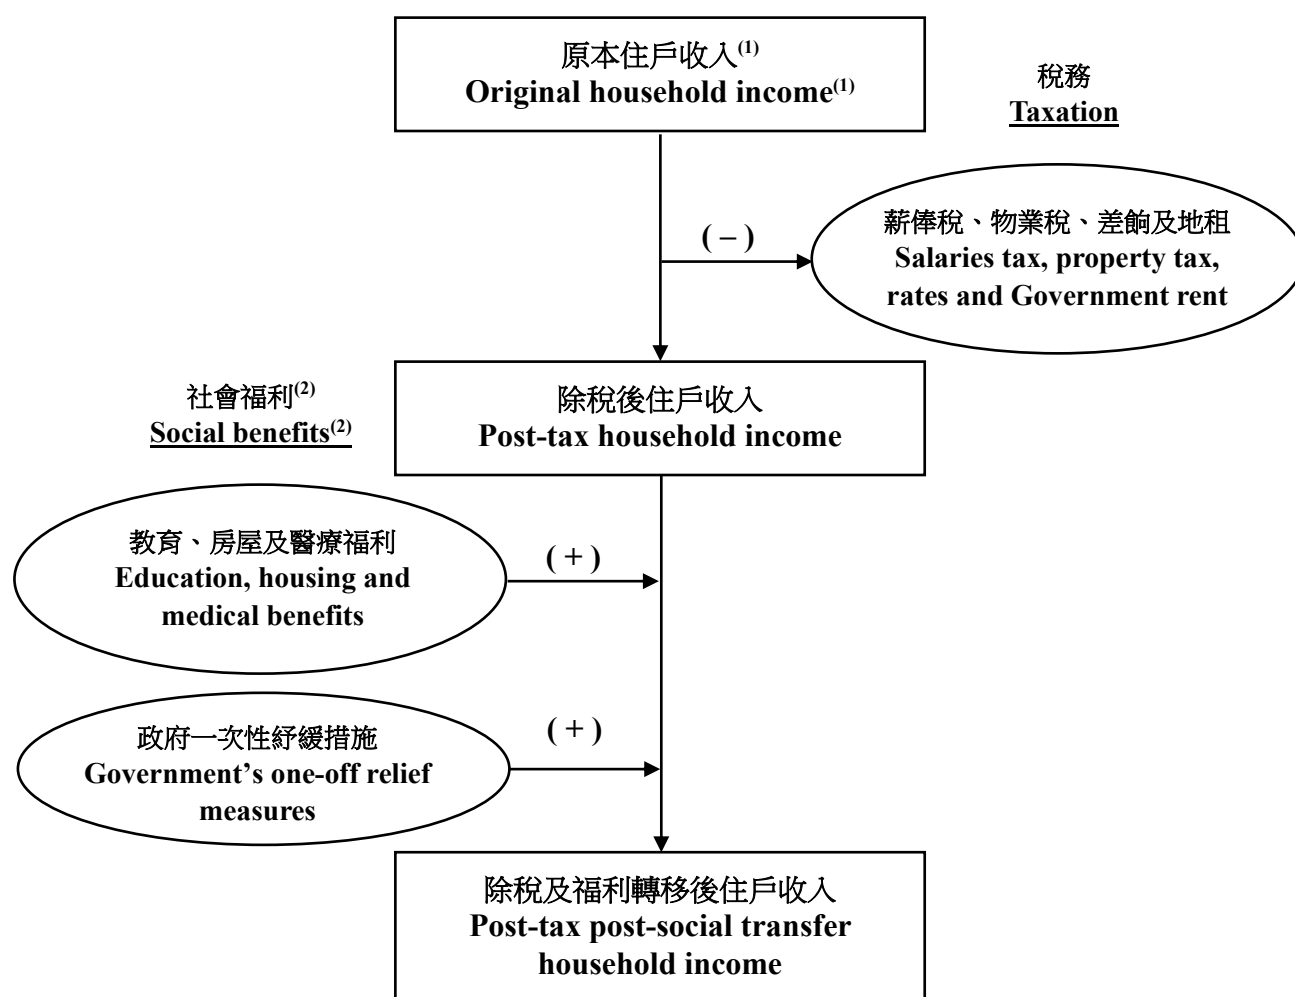 原本住戶收入(1)
Original household income(1)
稅務
Taxation
( – )
薪俸稅、物業稅、差餉及地租
Salaries tax, property tax,
rates and Government rent
社會福利(2)
Social benefits(2)
除稅後住戶收入
Post-tax household income
教育、房屋及醫療福利
Education, housing and
medical benefits
( + )
政府一次性紓緩措施
Government’s one-off relief
measures
( + )
除稅及福利轉移後住戶收入
Post-tax post-social transfer
household income